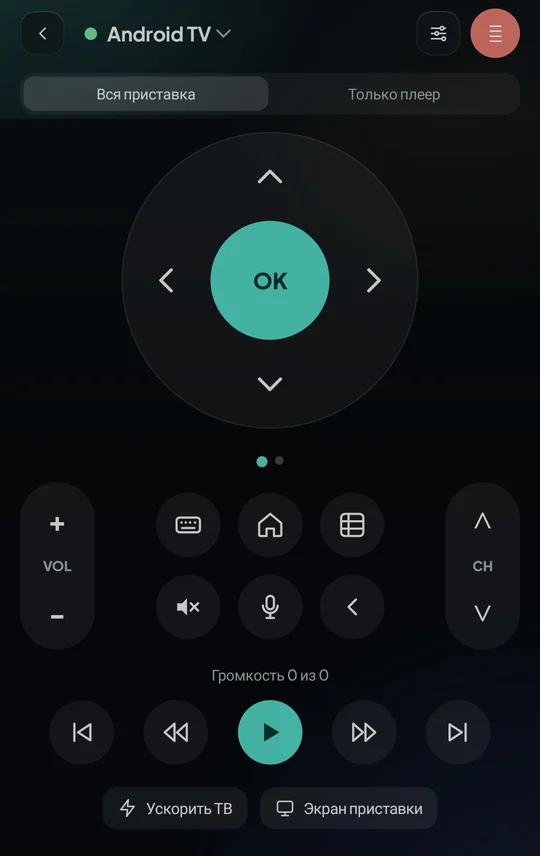 Android TV
Вся приставка
Только плеер
OK
VOL
CH
Громкость 0 из 0
Ускорить ТВ
Экран приставки